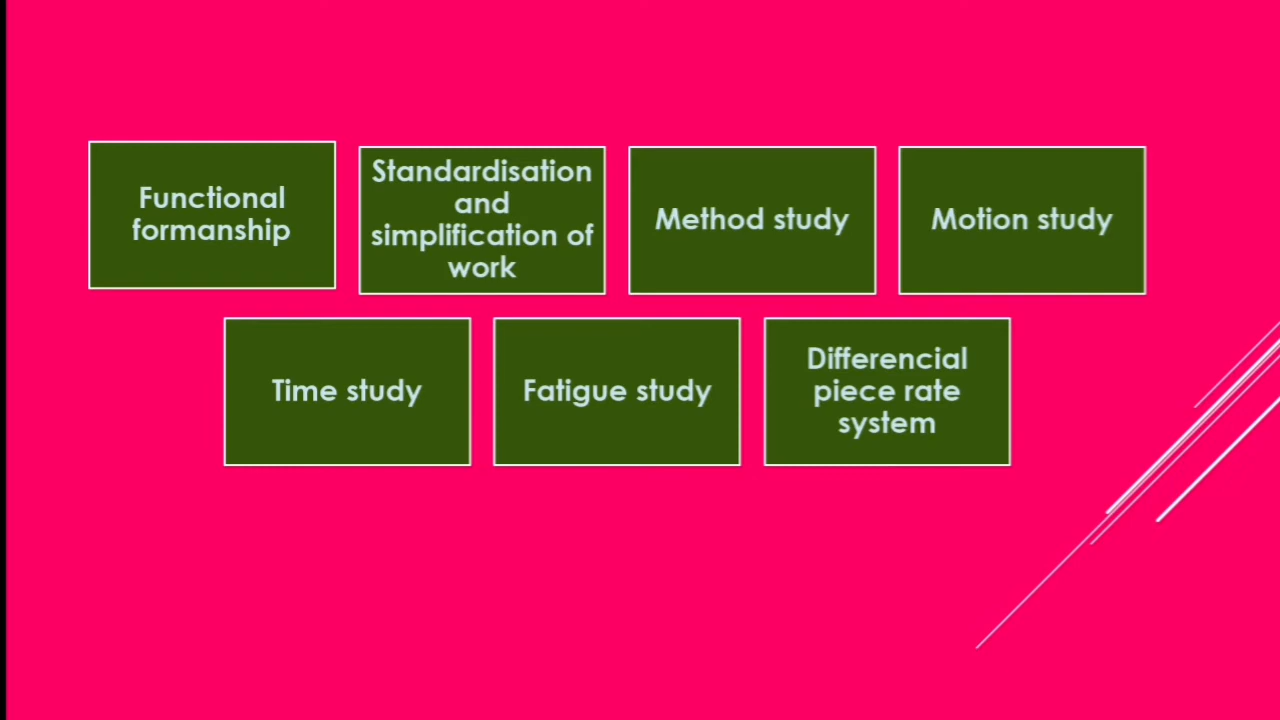 Functional
formanship
Standardisation
and
simplification of
work
Method study
Motion study
Time study
Fatigue study
Differencial
piece rate
system